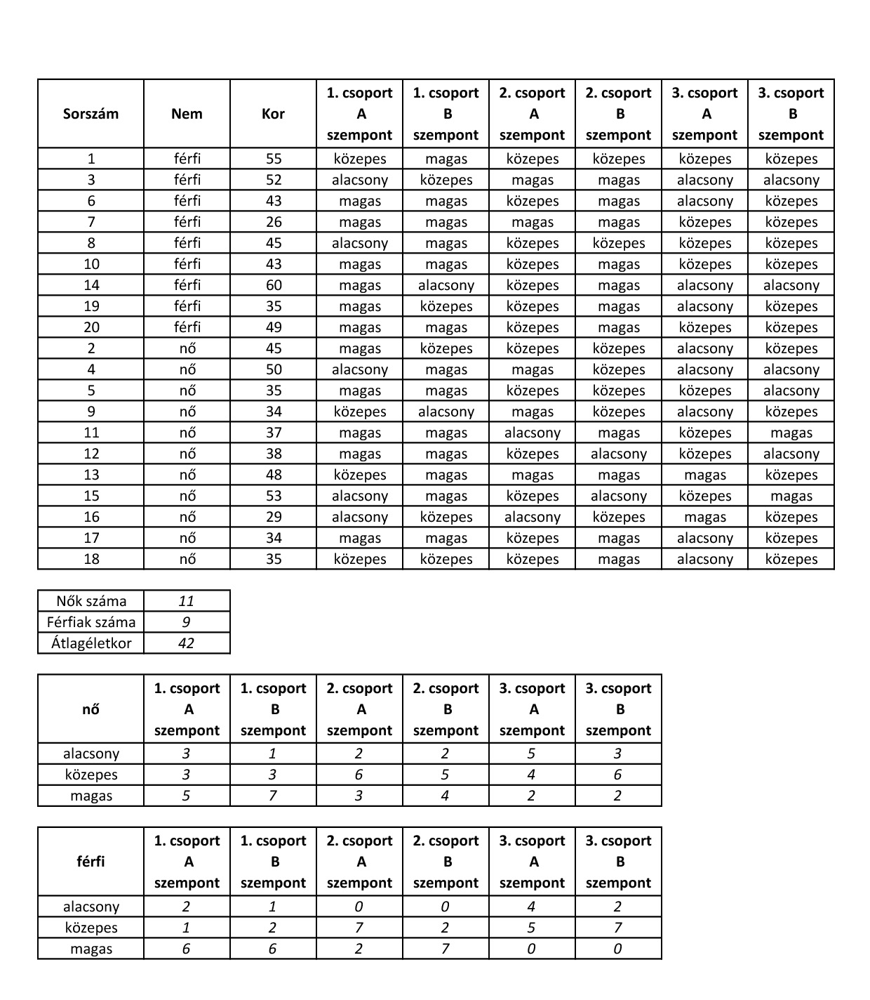 Sorszám Nem Kor 1. csoport A szempont 1. csoport B szempont 2. csoport A szempont 2. csoport B szempont 3. csoport A szempont 3. csoport B szempont
1 férfi 55 közepes magas közepes közepes közepes közepes
3 férfi 52 alacsony közepes magas magas alacsony alacsony
6 férfi 43 magas magas közepes magas alacsony közepes
7 férfi 26 magas magas magas magas közepes közepes
8 férfi 45 alacsony magas közepes közepes közepes közepes
10 férfi 43 magas magas közepes magas közepes közepes
14 férfi 60 magas alacsony közepes magas alacsony alacsony
19 férfi 35 magas közepes közepes magas alacsony közepes
20 férfi 49 magas magas közepes magas közepes közepes
2 nő 45 magas közepes közepes közepes alacsony közepes
4 nő 50 alacsony magas magas közepes alacsony alacsony
5 nő 35 magas magas közepes közepes közepes alacsony
9 nő 34 közepes alacsony magas közepes alacsony közepes
11 nő 37 magas magas alacsony magas közepes magas
12 nő 38 magas magas közepes alacsony közepes alacsony
13 nő 48 közepes magas magas magas magas közepes
15 nő 53 alacsony magas közepes alacsony közepes magas
16 nő 29 alacsony közepes alacsony közepes magas közepes
17 nő 34 magas magas közepes magas alacsony közepes
18 nő 35 közepes közepes közepes magas alacsony közepes
Nők száma 11
Férfiak száma 9
Átlagéletkor 42
nő 1. csoport A szempont 1. csoport B szempont 2. csoport A szempont 2. csoport B szempont 3. csoport A szempont 3. csoport B szempont
alacsony 3 1 2 2 5 3
közepes 3 3 6 5 4 6
magas 5 7 3 4 2 2
férfi 1. csoport A szempont 1. csoport B szempont 2. csoport A szempont 2. csoport B szempont 3. csoport A szempont 3. csoport B szempont
alacsony 2 1 0 0 4 2
közepes 1 2 7 2 5 7
magas 6 6 2 7 0 0